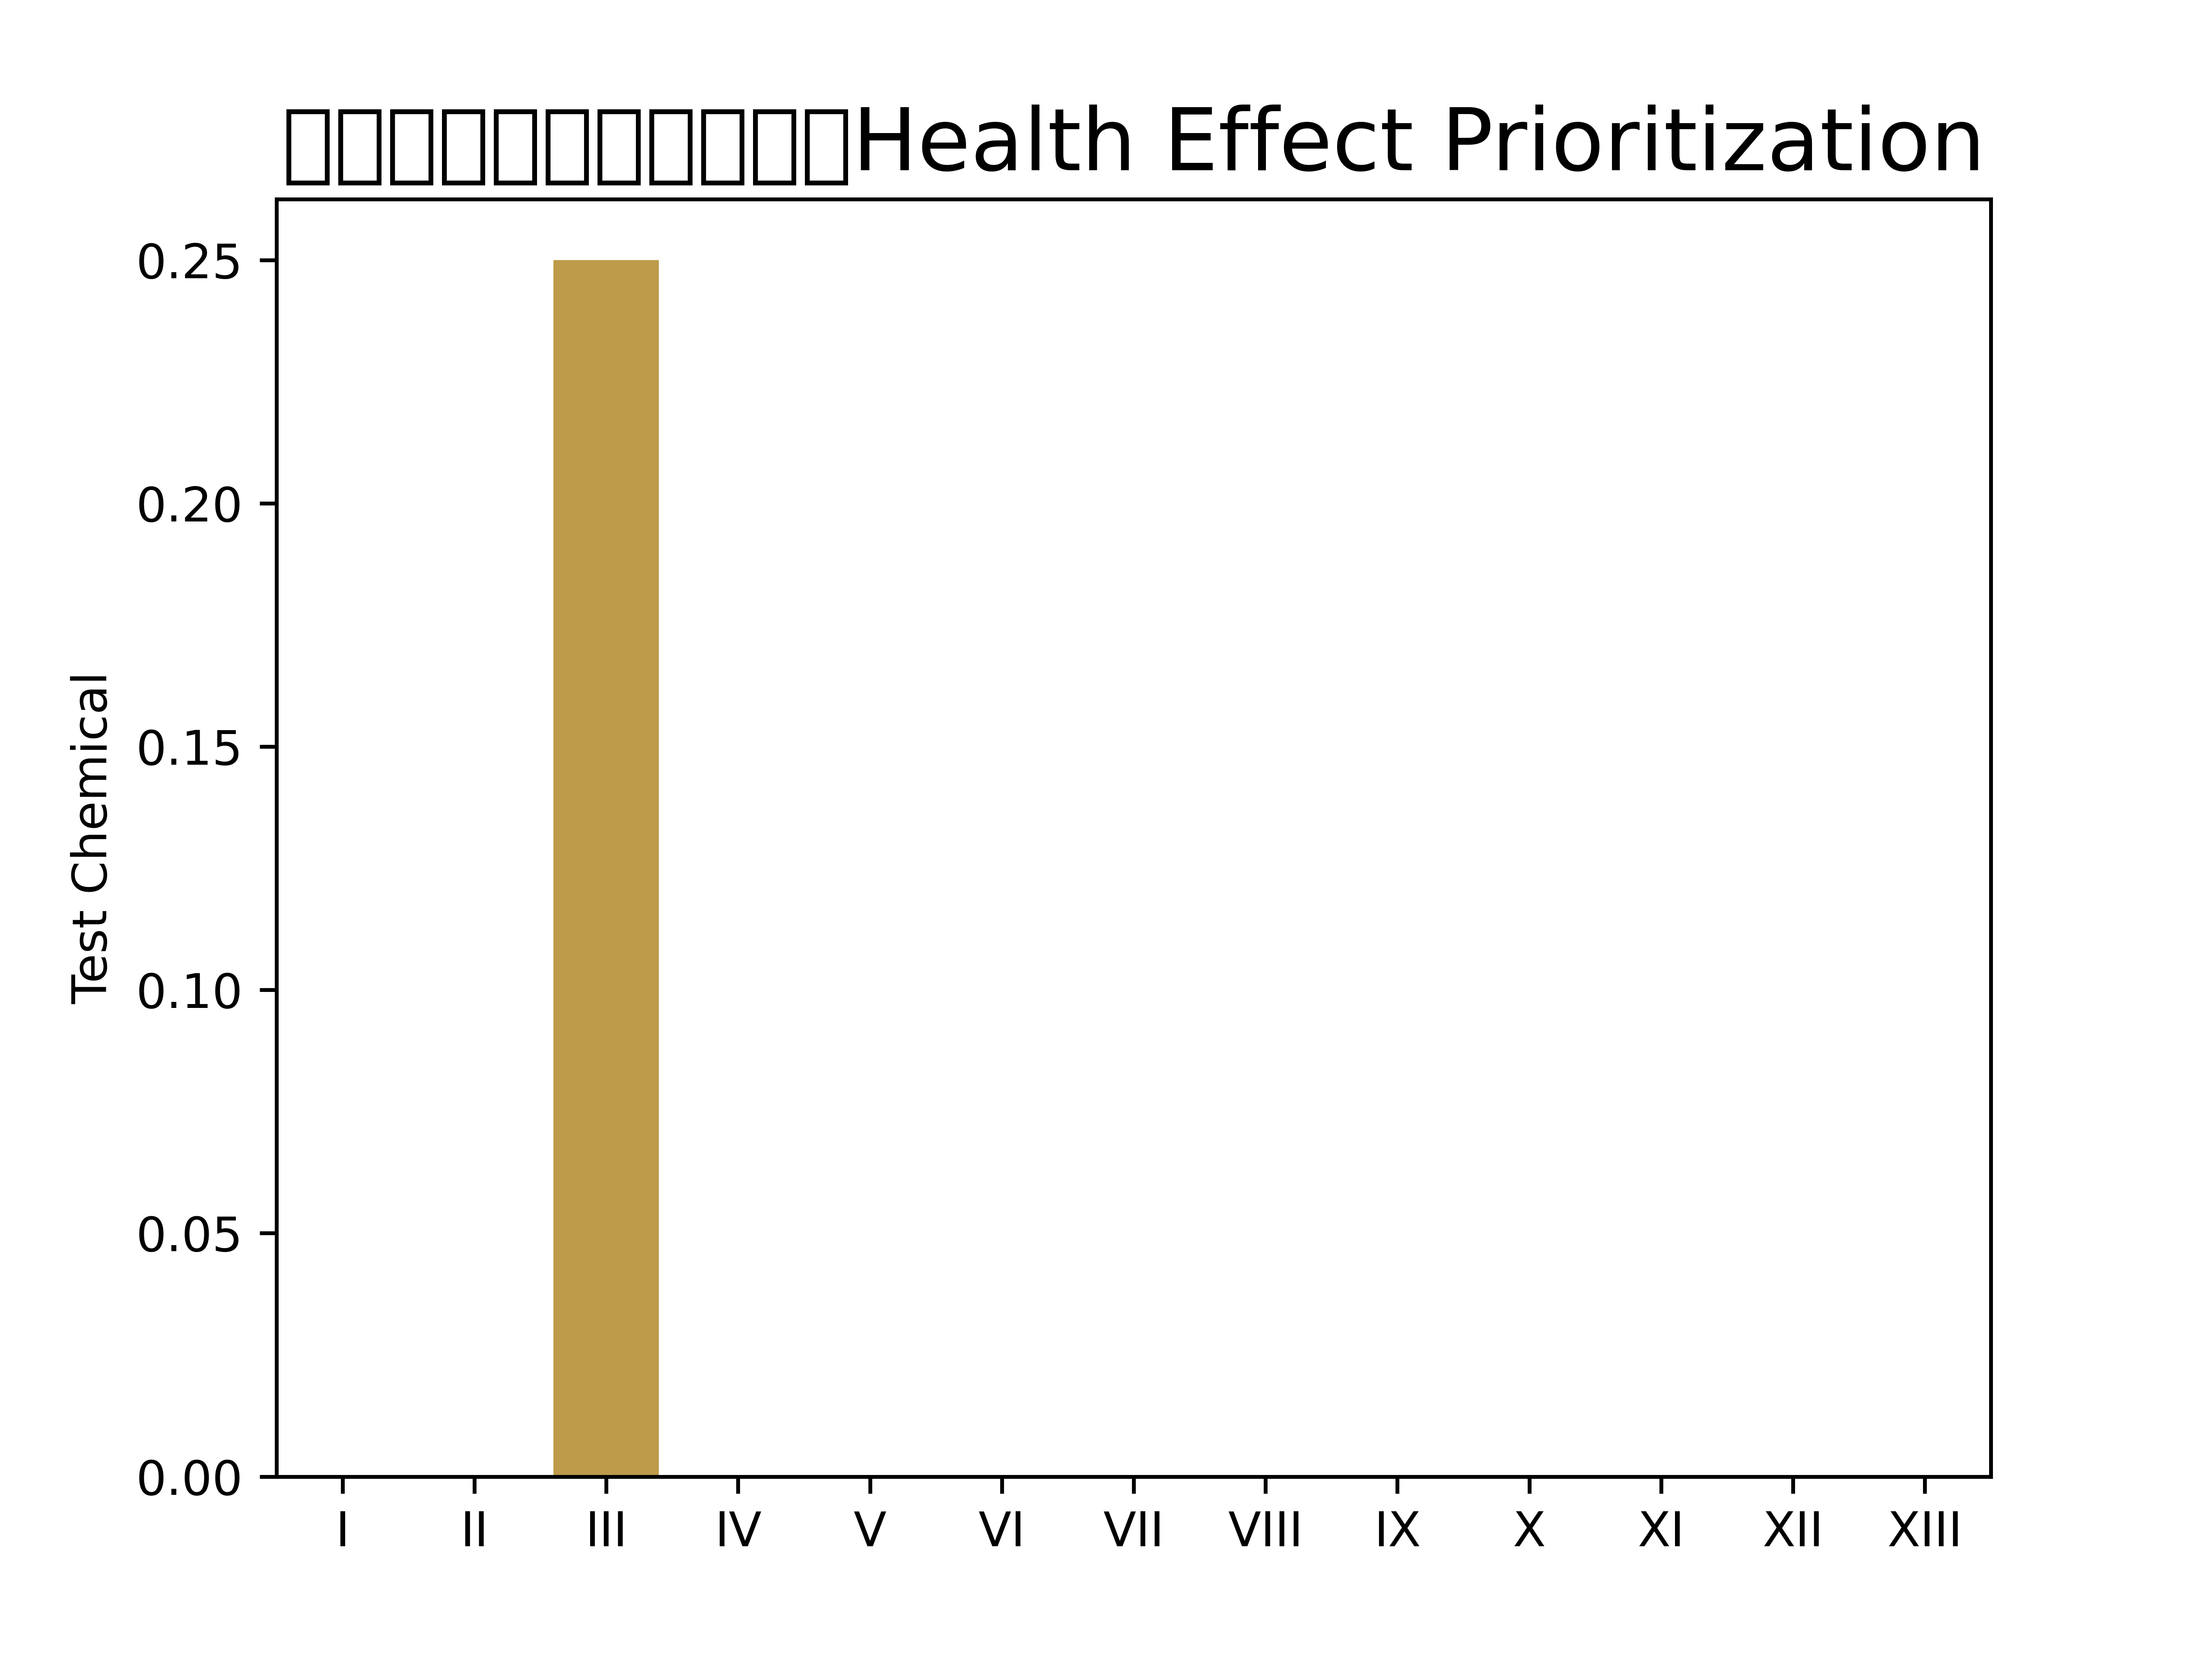 Health Effect Prioritization
0.25
0.20
0.15
0.10
0.05
0.00
Test Chemical
I II III IV V VI VII VIII IX X XI XII XIII